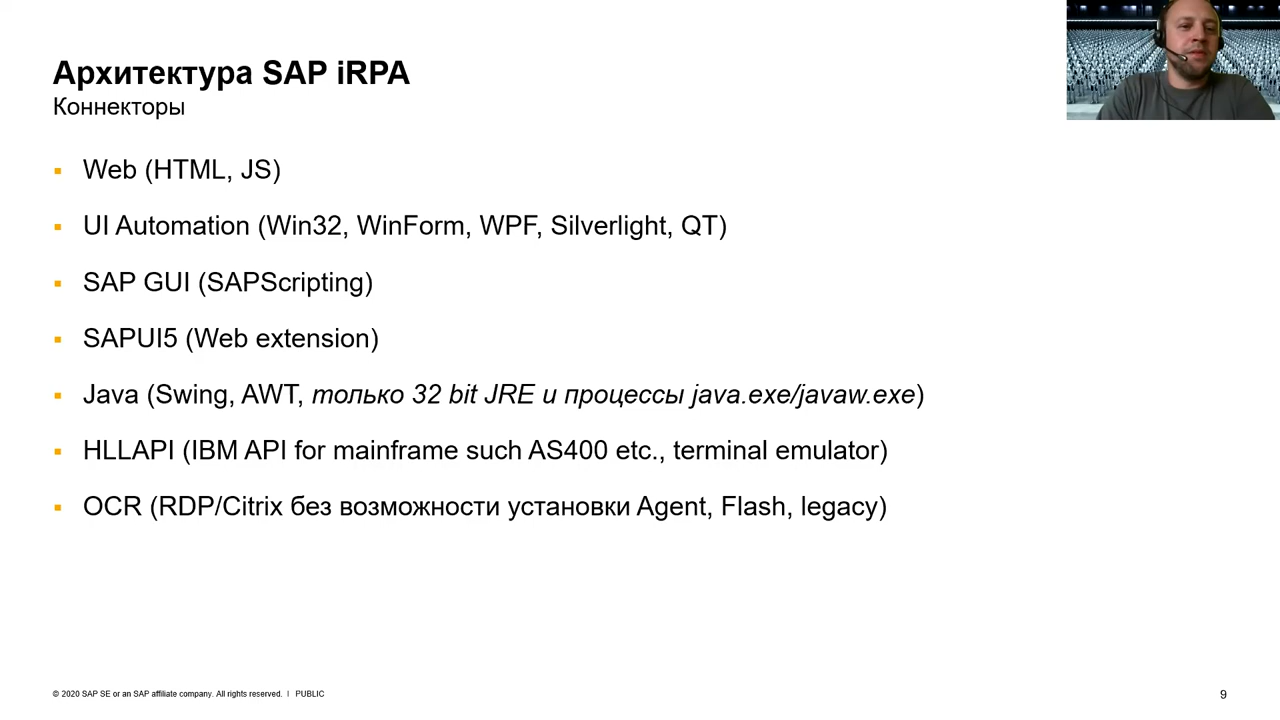 Архитектура SAP iRPA
Коннекторы
Web (HTML, JS)
UI Automation (Win32, WinForm, WPF, Silverlight, QT)
SAP GUI (SAPScripting)
SAPUI5 (Web extension)
Java (Swing, AWT, только 32 bit JRE и процессы java.exe/javaw.exe)
HLLAPI (IBM API for mainframe such AS400 etc., terminal emulator)
OCR (RDP/Citrix без возможности установки Agent, Flash, legacy)
© 2020 SAP SE or an SAP affiliate company. All rights reserved. | PUBLIC
9